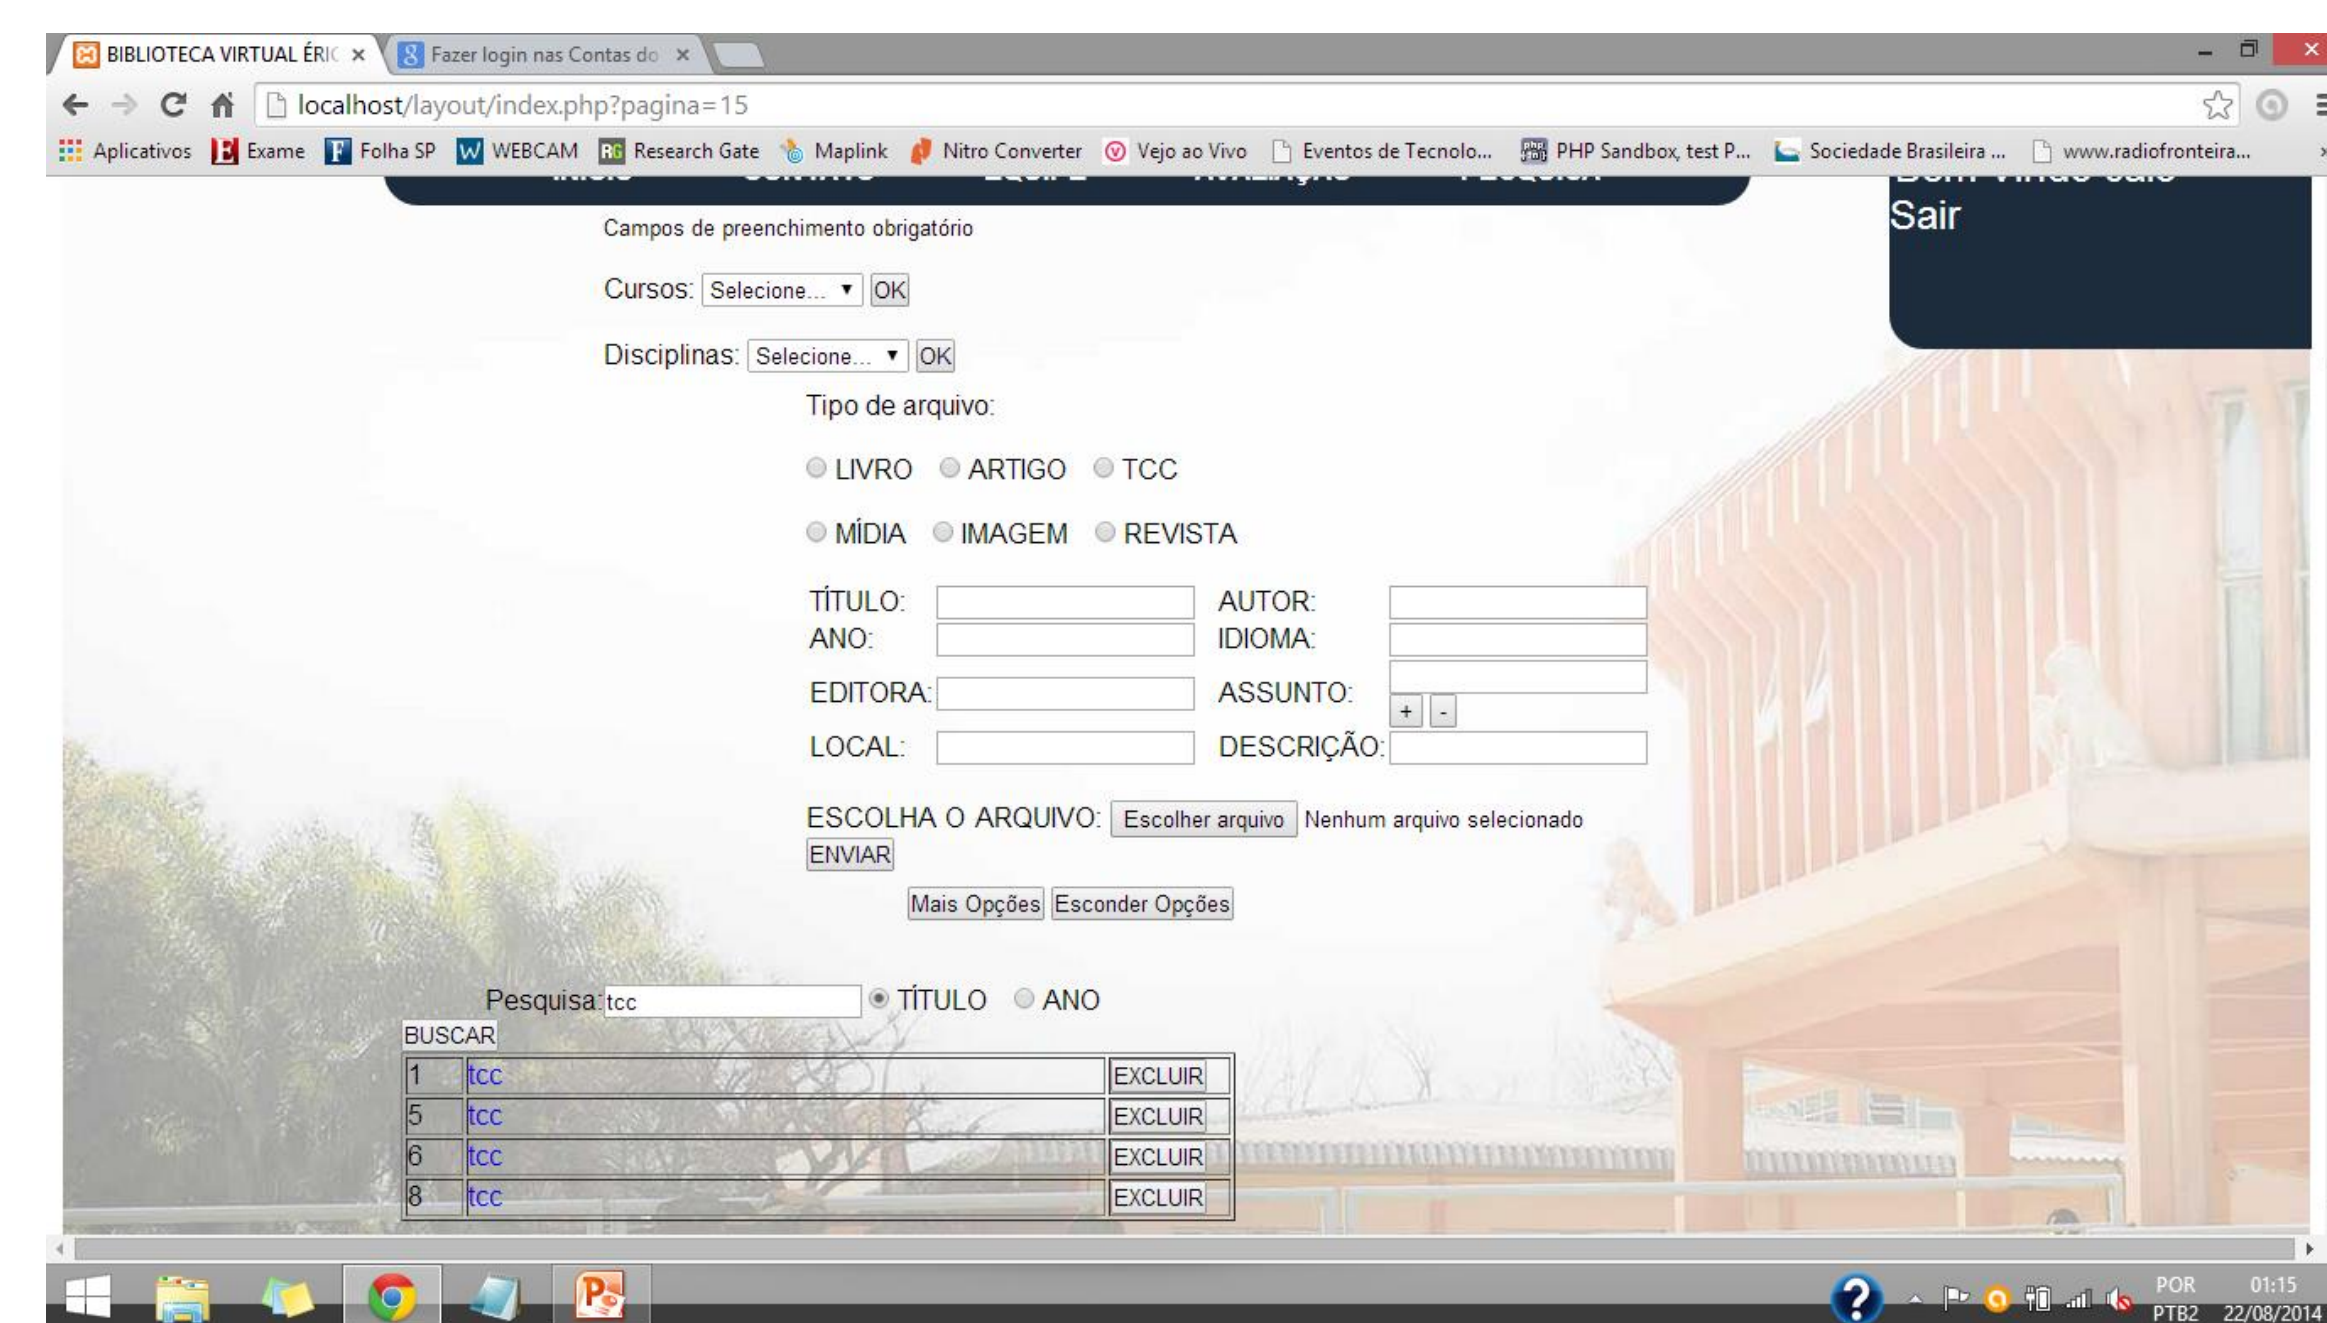 BIBLIOTECA VIRTUAL ÉRIC
Fazer login nas Contas do
localhost/layout/index.php?pagina=15
Aplicativos Exame Folha SP WEBCAM Research Gate Maplink Nitro Converter Vejo ao Vivo Eventos de Tecnolo... PHP Sandbox, test P... Sociedade Brasileira ... www.radiofronteira...
Sair
Campos de preenchimento obrigatório
Cursos: Selecione... OK
Disciplinas: Selecione... OK
Tipo de arquivo:
LIVRO ARTIGO TCC
MÍDIA IMAGEM REVISTA
TÍTULO: AUTOR:
ANO: IDIOMA:
EDITORA: ASSUNTO:
+ -
LOCAL: DESCRIÇÃO:
ESCOLHA O ARQUIVO: Escolher arquivo Nenhum arquivo selecionado
ENVIAR
Mais Opções Esconder Opções
Pesquisa: tcc TÍTULO ANO
BUSCAR
1 tcc EXCLUIR
5 tcc EXCLUIR
6 tcc EXCLUIR
8 tcc EXCLUIR
POR 01:15
PTB2 22/08/2014